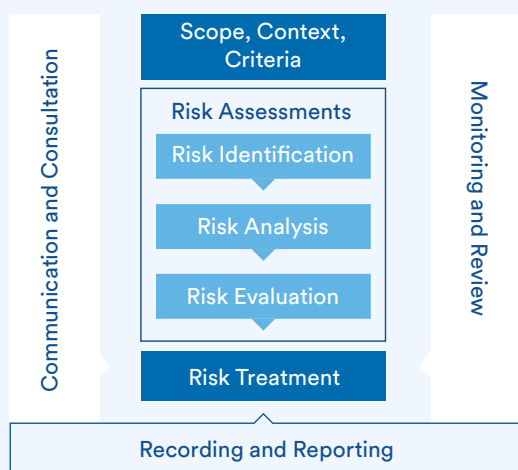 Communication and Consultation
Scope, Context,
Criteria
Risk Assessments
Risk Identification
Risk Analysis
Risk Evaluation
Risk Treatment
Monitoring and Review
Recording and Reporting